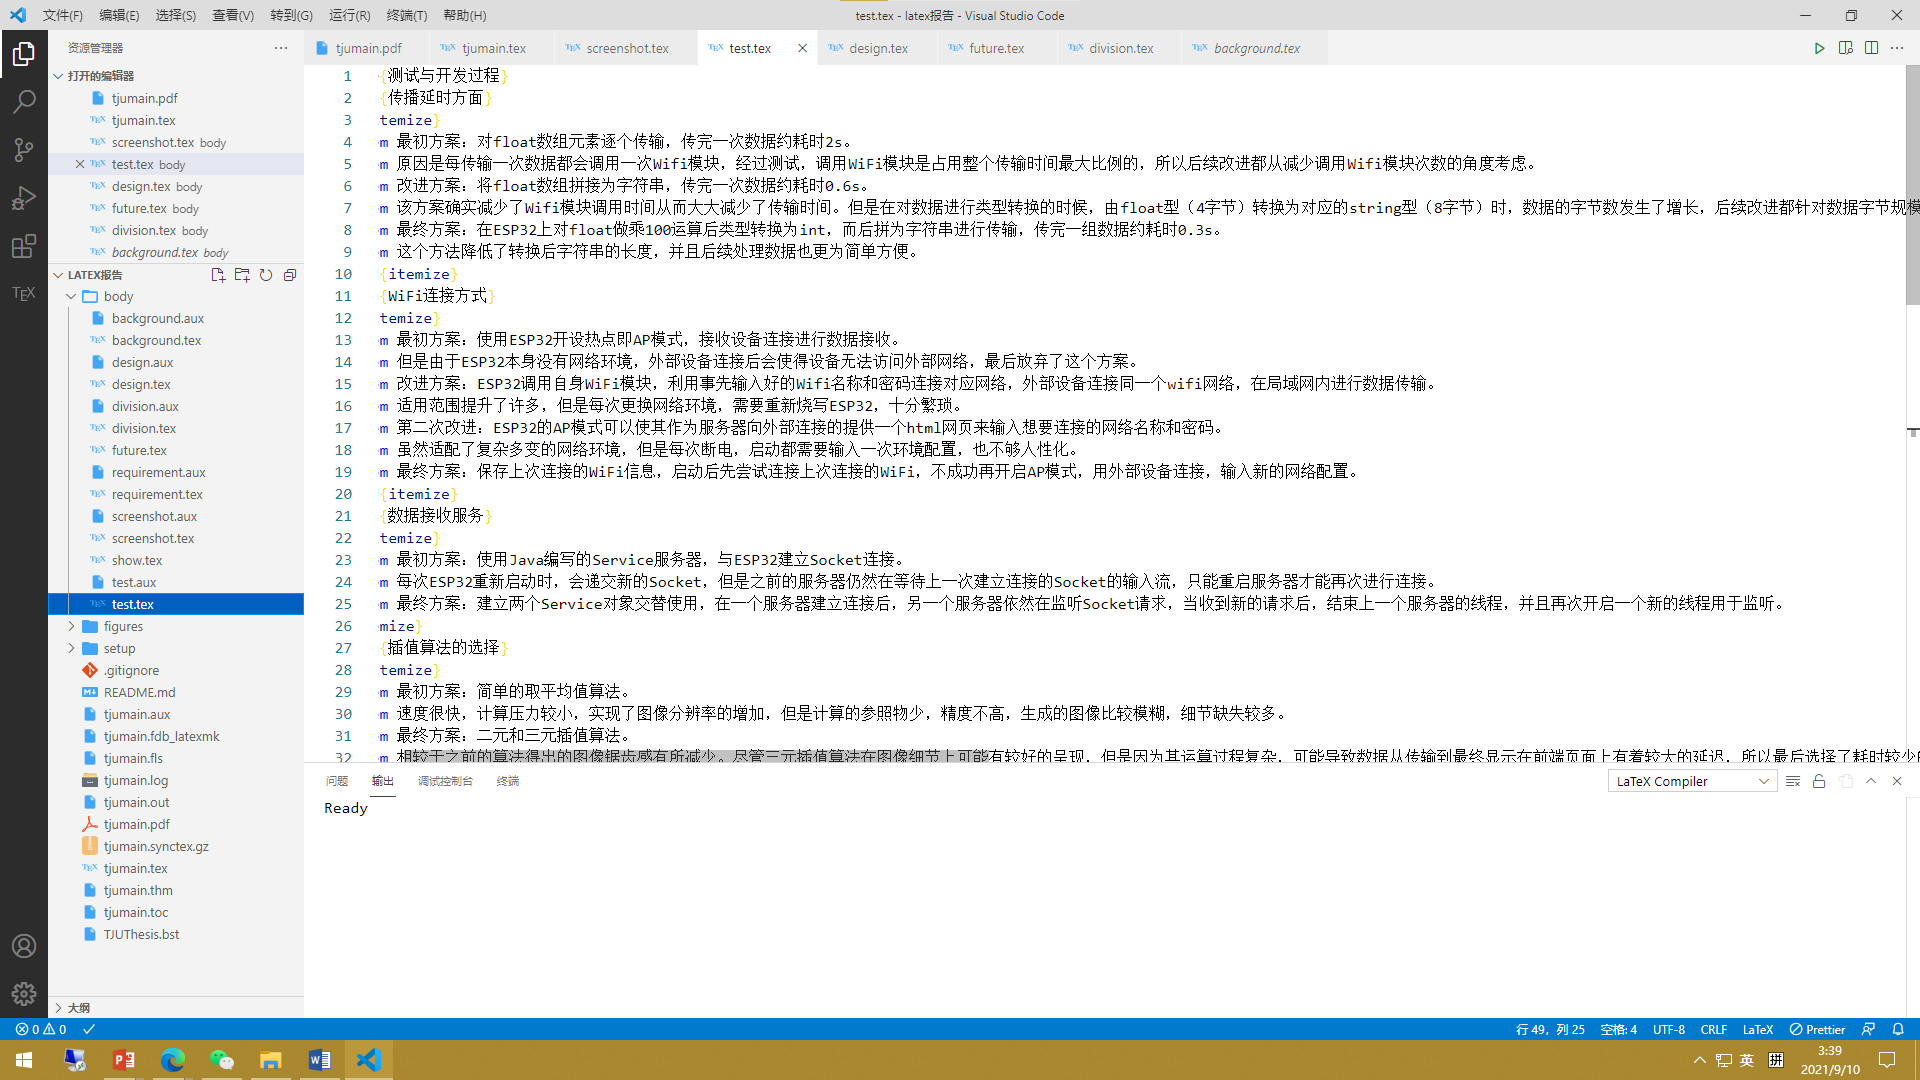 文件(F) 编辑(E) 选择(S) 查看(V) 转到(G) 运行(R) 终端(T) 帮助(H)
test.tex - latex报告 - Visual Studio Code
资源管理器
打开的编辑器
tjumain.pdf
tjumain.tex
screenshot.tex body
test.tex body
design.tex body
future.tex body
division.tex body
background.tex body
LATEX报告
body
background.aux
background.tex
design.aux
design.tex
division.aux
division.tex
future.tex
requirement.aux
requirement.tex
screenshot.aux
screenshot.tex
show.tex
test.aux
test.tex
figures
setup
.gitignore
README.md
tjumain.aux
tjumain.fdb_latexmk
tjumain.fls
tjumain.log
tjumain.out
tjumain.pdf
tjumain.synctex.gz
tjumain.tex
tjumain.thm
tjumain.toc
TJUThesis.bst
大纲
tjumain.pdf tjumain.tex screenshot.tex test.tex design.tex future.tex division.tex background.tex
1 {测试与开发过程}
2 {传播延时方面}
3 temize}
4 m 最初方案：对float数组元素逐个传输，传完一次数据约耗时2s。
5 m 原因是每传输一次数据都会调用一次Wifi模块，经过测试，调用WiFi模块是占用整个传输时间最大比例的，所以后续改进都从减少调用Wifi模块次数的角度考虑。
6 m 改进方案：将float数组拼接为字符串，传完一次数据约耗时0.6s。
7 m 该方案确实减少了Wifi模块调用时间从而大大减少了传输时间。但是在对数据进行类型转换的时候，由float型（4字节）转换为对应的string型（8字节）时，数据的字节数发生了增长，后续改进都针对数据字节规模
8 m 最终方案：在ESP32上对float做乘100运算后类型转换为int，而后拼为字符串进行传输，传完一组数据约耗时0.3s。
9 m 这个方法降低了转换后字符串的长度，并且后续处理数据也更为简单方便。
10 {itemize}
11 {WiFi连接方式}
12 temize}
13 m 最初方案：使用ESP32开设热点即AP模式，接收设备连接进行数据接收。
14 m 但是由于ESP32本身没有网络环境，外部设备连接后会使得设备无法访问外部网络，最后放弃了这个方案。
15 m 改进方案：ESP32调用自身WiFi模块，利用事先输入好的Wifi名称和密码连接对应网络，外部设备连接同一个wifi网络，在局域网内进行数据传输。
16 m 适用范围提升了许多，但是每次更换网络环境，需要重新烧写ESP32，十分繁琐。
17 m 第二次改进：ESP32的AP模式可以使其作为服务器向外部连接的提供一个html网页来输入想要连接的网络名称和密码。
18 m 虽然适配了复杂多变的网络环境，但是每次断电，启动都需要输入一次环境配置，也不够人性化。
19 m 最终方案：保存上次连接的WiFi信息，启动后先尝试连接上次连接的WiFi，不成功再开启AP模式，用外部设备连接，输入新的网络配置。
20 {itemize}
21 {数据接收服务}
22 temize}
23 m 最初方案：使用Java编写的Service服务器，与ESP32建立Socket连接。
24 m 每次ESP32重新启动时，会递交新的Socket，但是之前的服务器仍然在等待上一次建立连接的Socket的输入流，只能重启服务器才能再次进行连接。
25 m 最终方案：建立两个Service对象交替使用，在一个服务器建立连接后，另一个服务器依然在监听Socket请求，当收到新的请求后，结束上一个服务器的线程，并且再次开启一个新的线程用于监听。
26 mize}
27 {插值算法的选择}
28 temize}
29 m 最初方案：简单的取平均值算法。
30 m 速度很快，计算压力较小，实现了图像分辨率的增加，但是计算的参照物少，精度不高，生成的图像比较模糊，细节缺失较多。
31 m 最终方案：二元和三元插值算法。
32 m 相较于之前的算法得出的图像锯齿感有所减少。尽管三元插值算法在图像细节上可能有较好的呈现，但是因为其运算过程复杂，可能导致数据从传输到最终显示在前端页面上有着较大的延迟，所以最后选择了耗时较少
问题 输出 调试控制台 终端
LaTeX Compiler
Ready
0 0
行 49，列 25 空格: 4 UTF-8 CRLF LaTeX Prettier
英 拼
3:39
2021/9/10